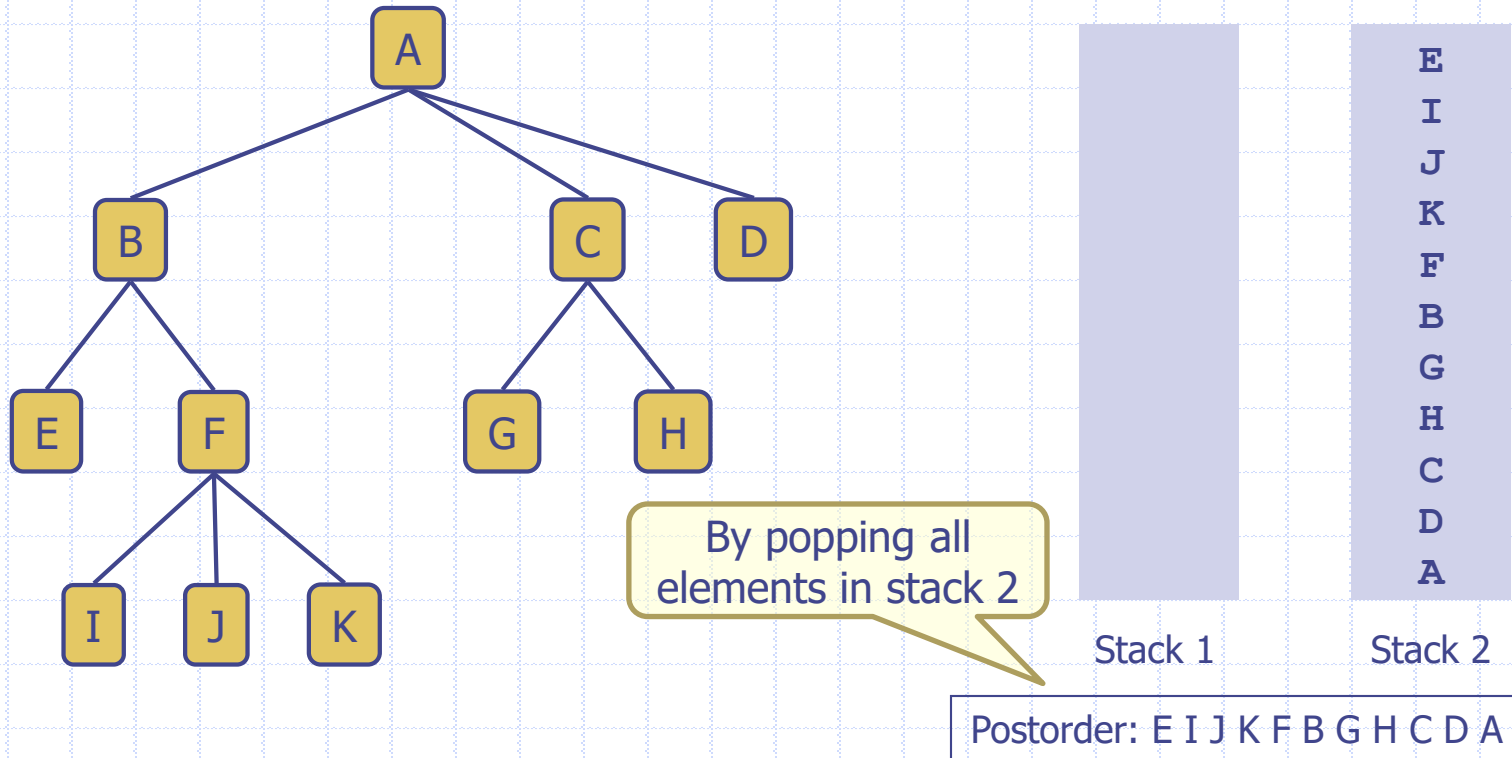 A
B
C
D
E
F
G
H
I
J
K
E
I
J
K
F
B
G
H
C
D
A
By popping all
elements in stack 2
Stack 1
Stack 2
Postorder: E I J K F B G H C D A